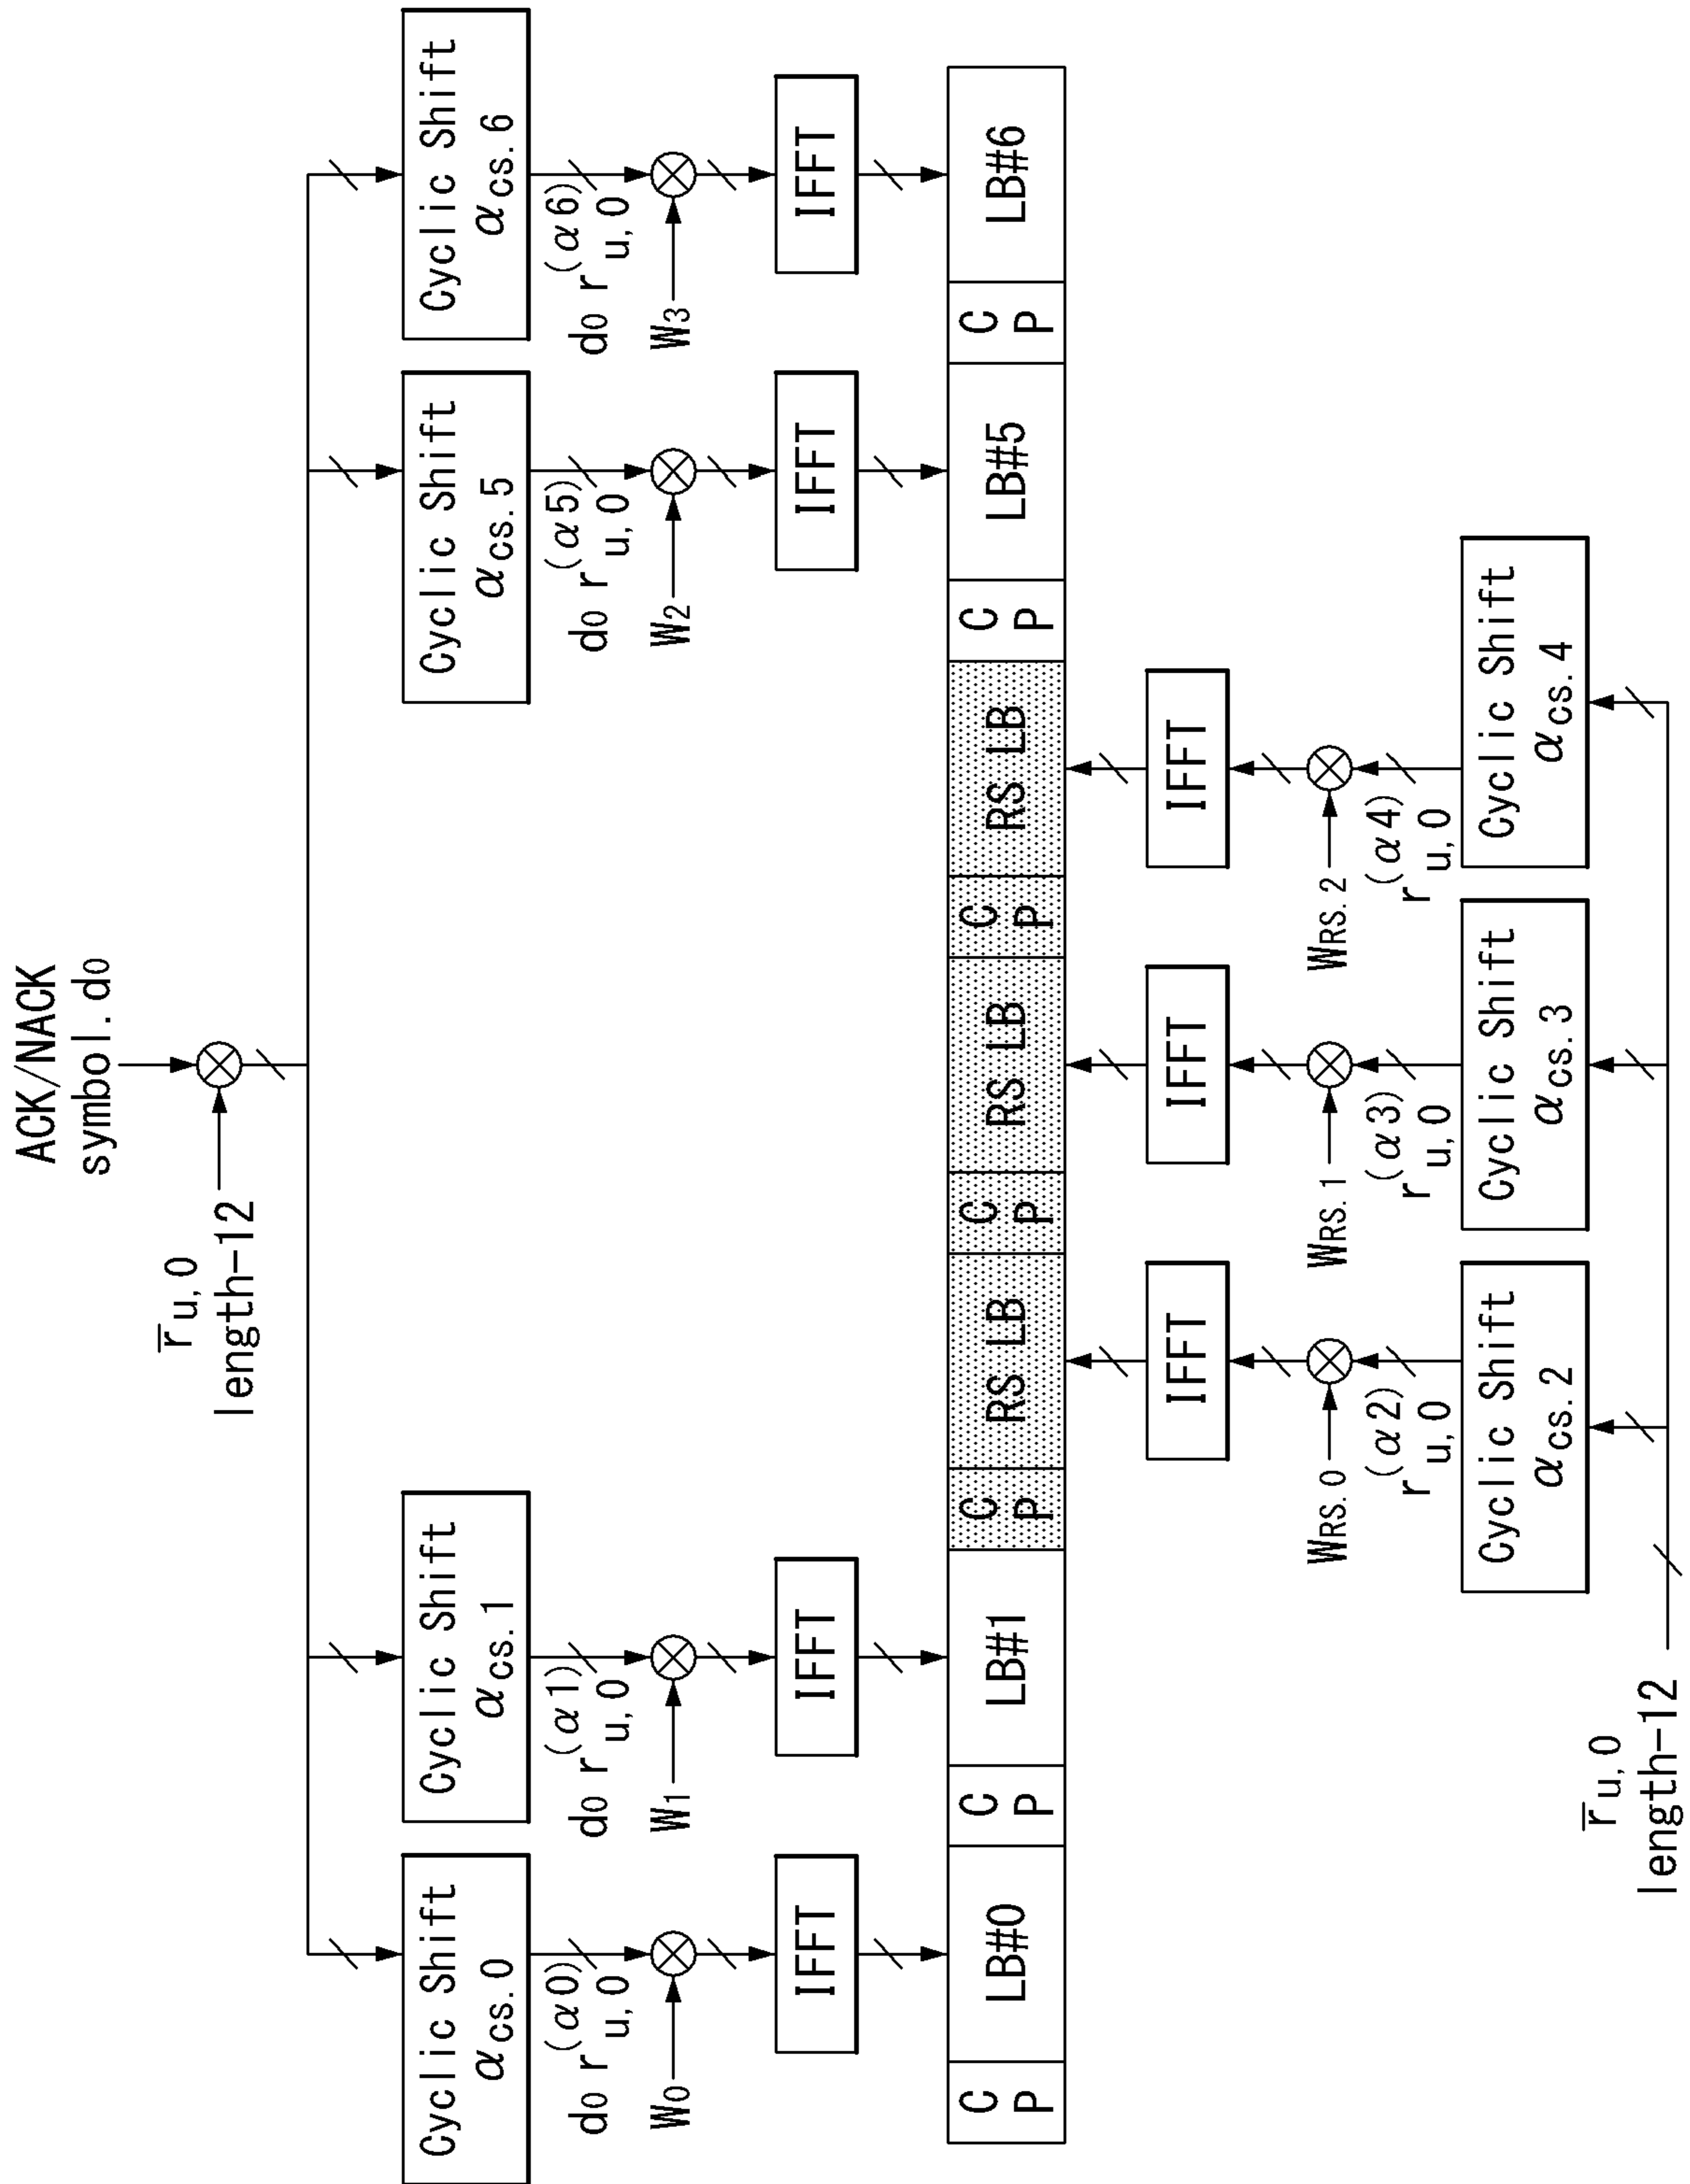 ACK/NACK
symbol. d0
r̅u, 0
length-12
Cyclic Shift
αcs. 0
Cyclic Shift
αcs. 1
Cyclic Shift
αcs. 5
Cyclic Shift
αcs. 6
d0 r(α0)u, 0
d0 r(α1)u, 0
d0 r(α5)u, 0
d0 r(α6)u, 0
W0
W1
W2
W3
IFFT
IFFT
IFFT
IFFT
CP
LB#0
CP
LB#1
CP
RS LB
CP
RS LB
CP
RS LB
CP
LB#5
CP
LB#6
IFFT
IFFT
IFFT
WRS. 0
WRS. 1
WRS. 2
r(α2)u, 0
r(α3)u, 0
r(α4)u, 0
Cyclic Shift
αcs. 2
Cyclic Shift
αcs. 3
Cyclic Shift
αcs. 4
r̅u, 0
length-12